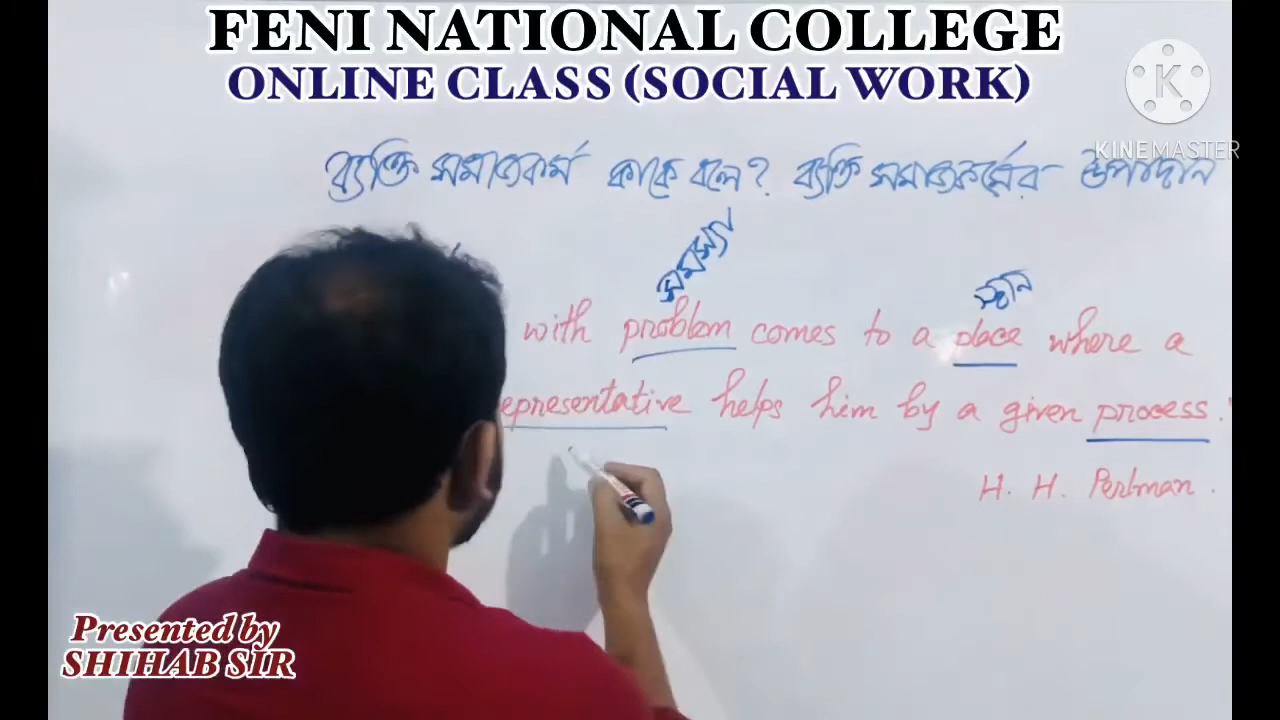 FENI NATIONAL COLLEGE
ONLINE CLASS (SOCIAL WORK)
KINEMASTER
ব্যক্তি সমাজকর্ম কাকে বলে? ব্যক্তি সমাজকর্মের উপাদান
সমস্যা
স্থান
with problem comes to a place where a
epresentative helps him by a given process."
H. H. Perlman.
Presented by
SHIHAB SIR